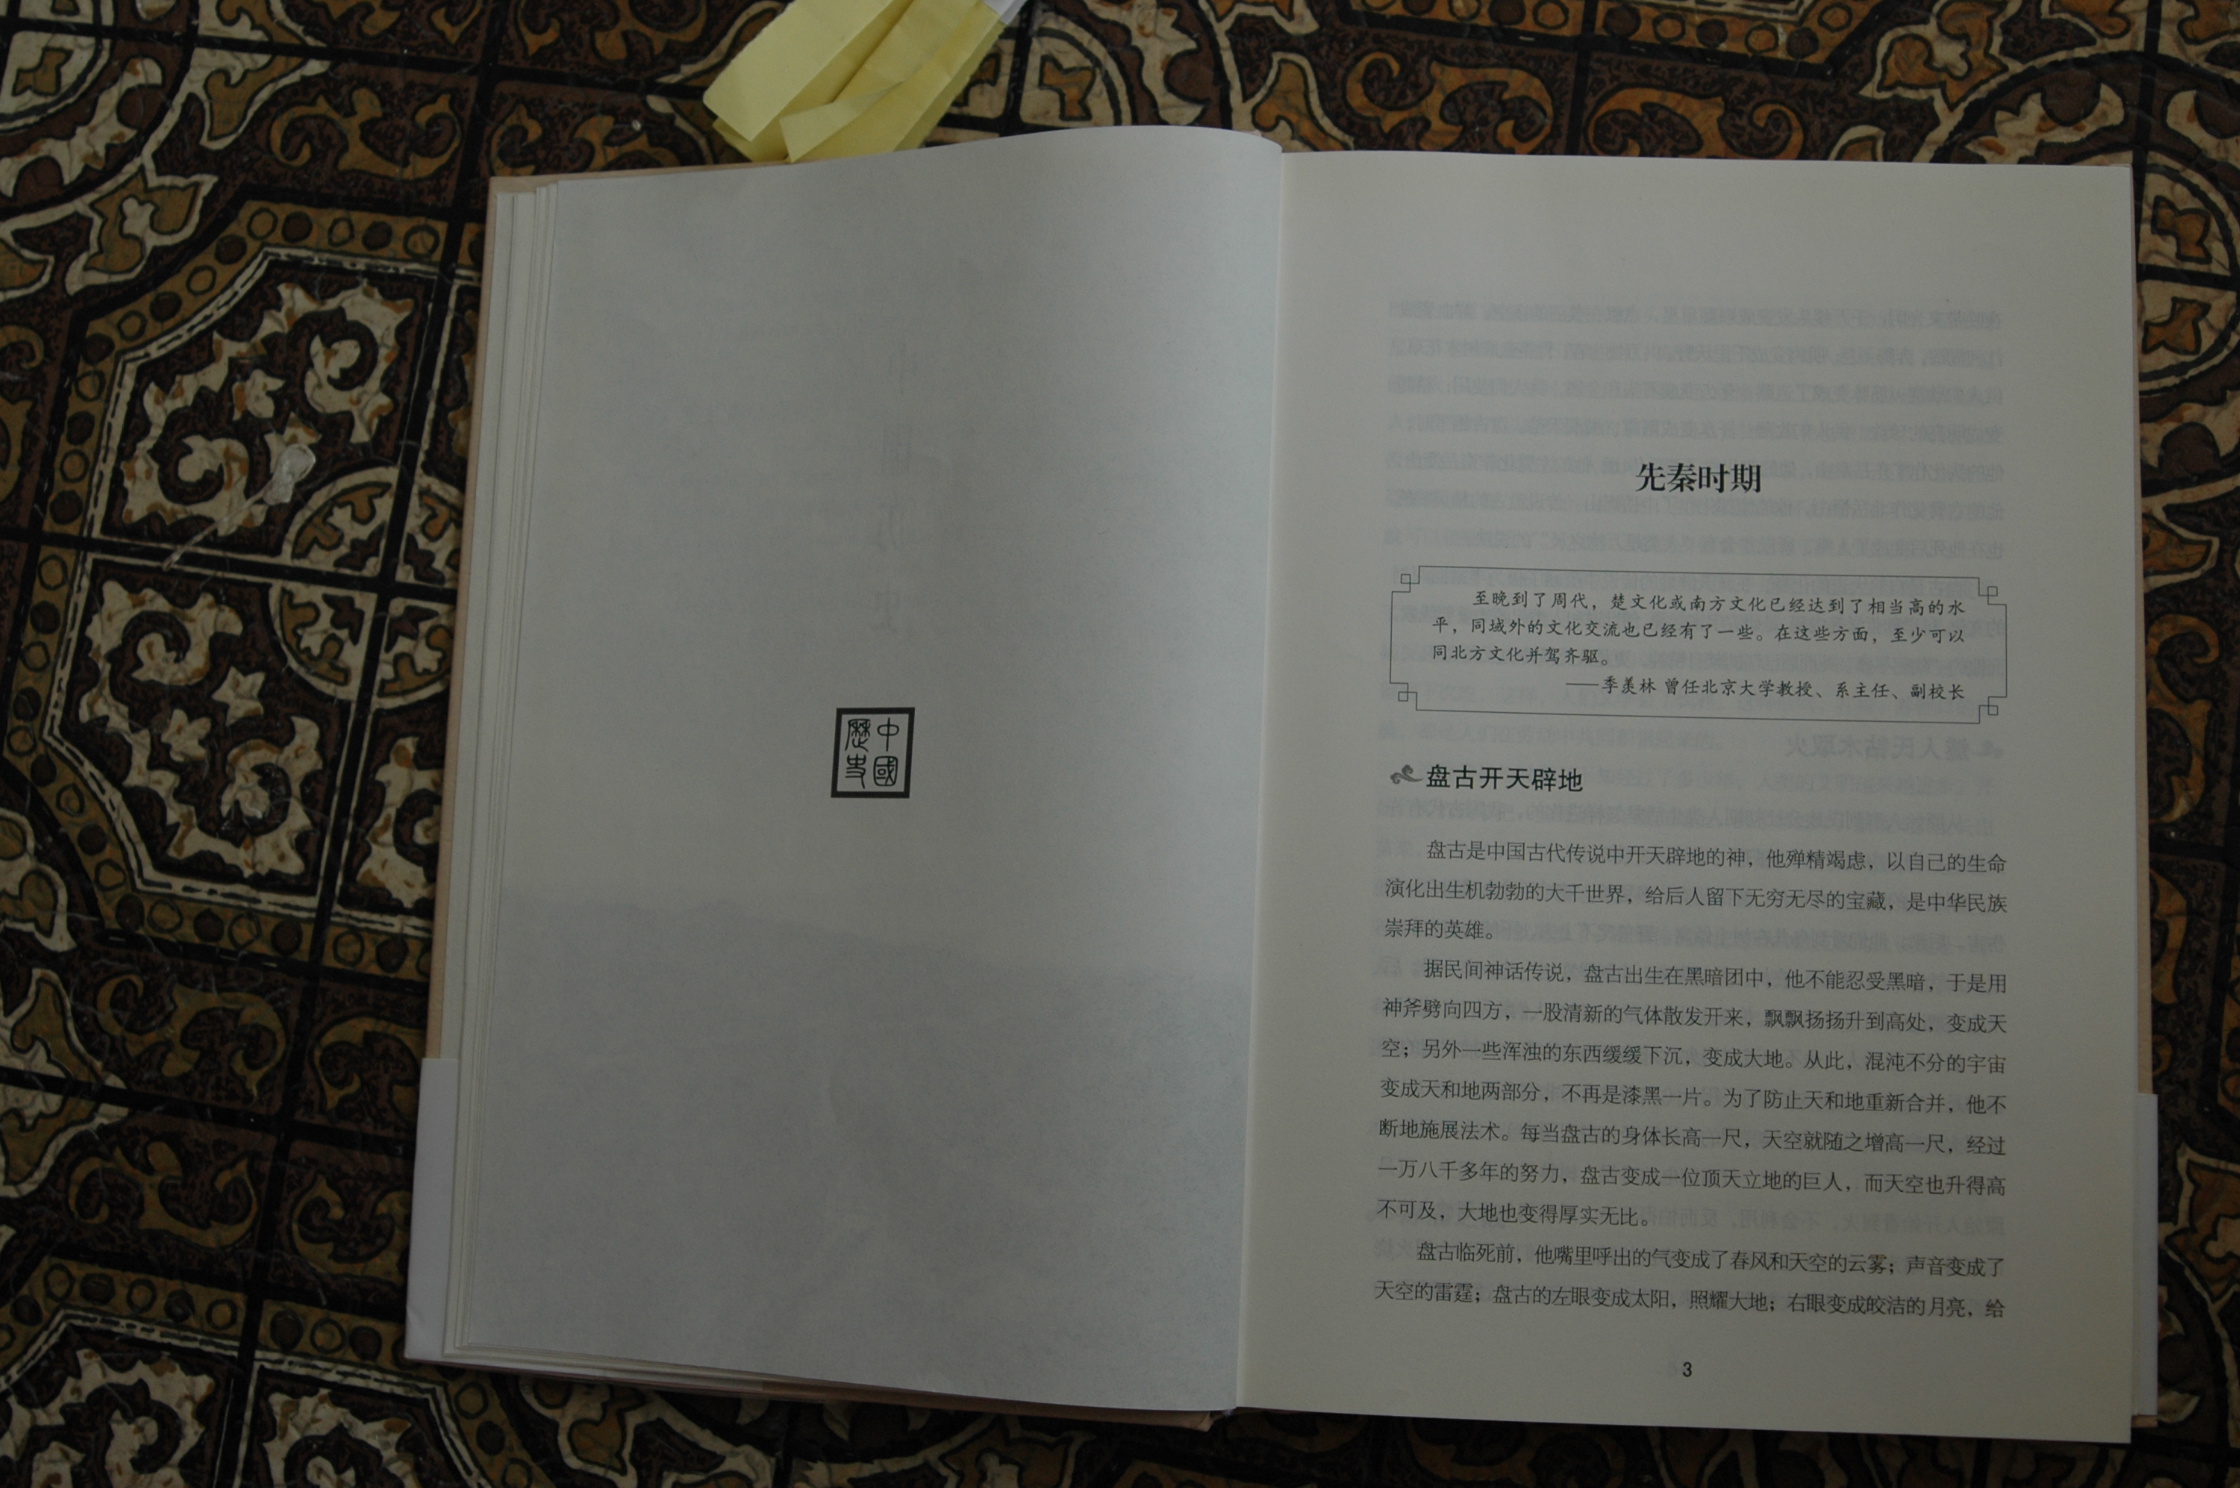 中國
歷史
先秦时期
至晚到了周代，楚文化或南方文化已经达到了相当高的水
平，同域外的文化交流也已经有了一些。在这些方面，至少可以
同北方文化并驾齐驱。
——季羡林 曾任北京大学教授、系主任、副校长
盘古开天辟地
盘古是中国古代传说中开天辟地的神，他殚精竭虑，以自己的生命
演化出生机勃勃的大千世界，给后人留下无穷无尽的宝藏，是中华民族
崇拜的英雄。
据民间神话传说，盘古出生在黑暗团中，他不能忍受黑暗，于是用
神斧劈向四方，一股清新的气体散发开来，飘飘扬扬升到高处，变成天
空；另外一些浑浊的东西缓缓下沉，变成大地。从此，混沌不分的宇宙
变成天和地两部分，不再是漆黑一片。为了防止天和地重新合并，他不
断地施展法术。每当盘古的身体长高一尺，天空就随之增高一尺，经过
一万八千多年的努力，盘古变成一位顶天立地的巨人，而天空也升得高
不可及，大地也变得厚实无比。
盘古临死前，他嘴里呼出的气变成了春风和天空的云雾；声音变成了
天空的雷霆；盘古的左眼变成太阳，照耀大地；右眼变成皎洁的月亮，给
3